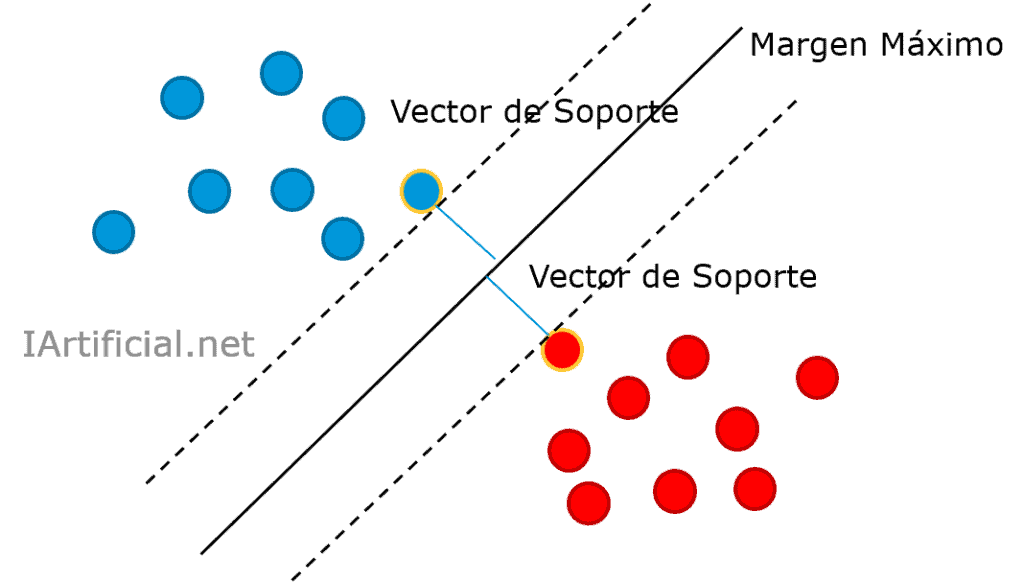 Margen Máximo
Vector de Soporte
Vector de Soporte
IArtificial.net